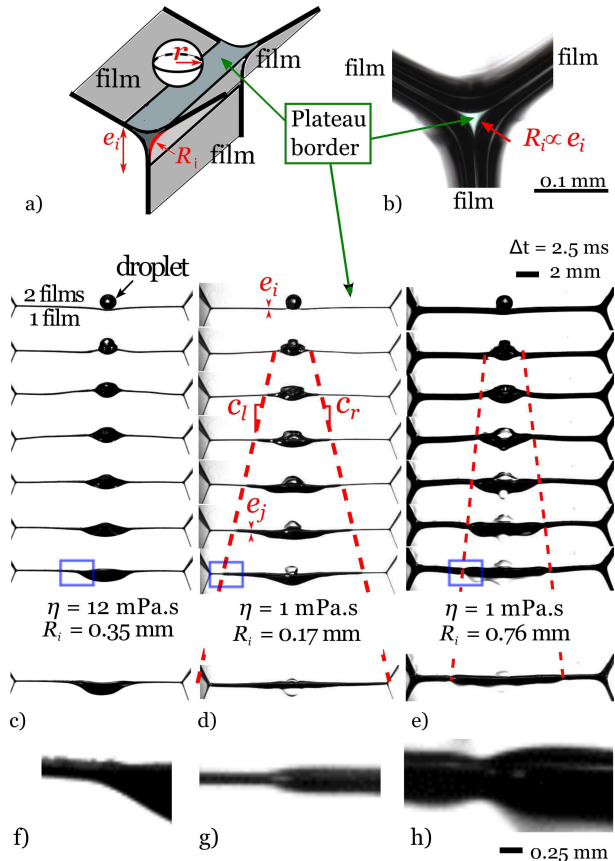 film
r
film
e_i
R_i
film
a)
Plateau
border
film
film
R_i ∝ e_i
film
0.1 mm
b)
Δt = 2.5 ms
2 mm
droplet
2 films
1 film
e_i
c_l
c_r
e_j
η = 12 mPa.s
R_i = 0.35 mm
η = 1 mPa.s
R_i = 0.17 mm
η = 1 mPa.s
R_i = 0.76 mm
c)
d)
e)
f)
g)
h)
0.25 mm